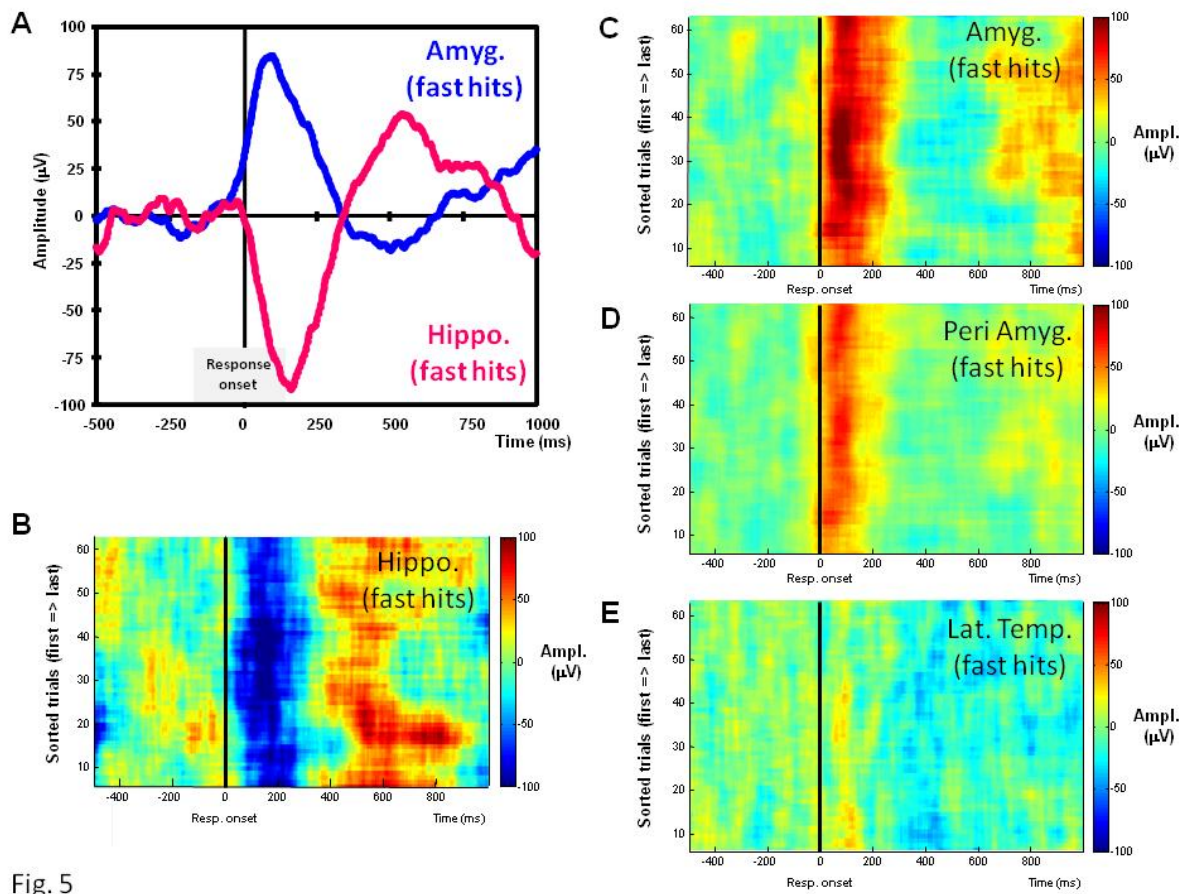 A
Amplitude (µV)
100
75
50
25
0
-25
-50
-75
-100
Amyg.
(fast hits)
Hippo.
(fast hits)
Response
onset
-500
-250
0
250
500
750
1000
Time (ms)
B
Sorted trials (first => last)
60
50
40
30
20
10
Hippo.
(fast hits)
-400
-200
0
200
400
600
800
Resp. onset
Time (ms)
Ampl.
(µV)
100
50
0
-50
-100
C
Sorted trials (first => last)
60
50
40
30
20
10
Amyg.
(fast hits)
-400
-200
0
200
400
600
800
Resp. onset
Time (ms)
Ampl.
(µV)
100
50
0
-50
-100
D
Sorted trials (first => last)
60
50
40
30
20
10
Peri Amyg.
(fast hits)
-400
-200
0
200
400
600
800
Resp. onset
Time (ms)
Ampl.
(µV)
100
50
0
-50
-100
E
Sorted trials (first => last)
60
50
40
30
20
10
Lat. Temp.
(fast hits)
-400
-200
0
200
400
600
800
Resp. onset
Time (ms)
Ampl.
(µV)
100
50
0
-50
-100
Fig. 5